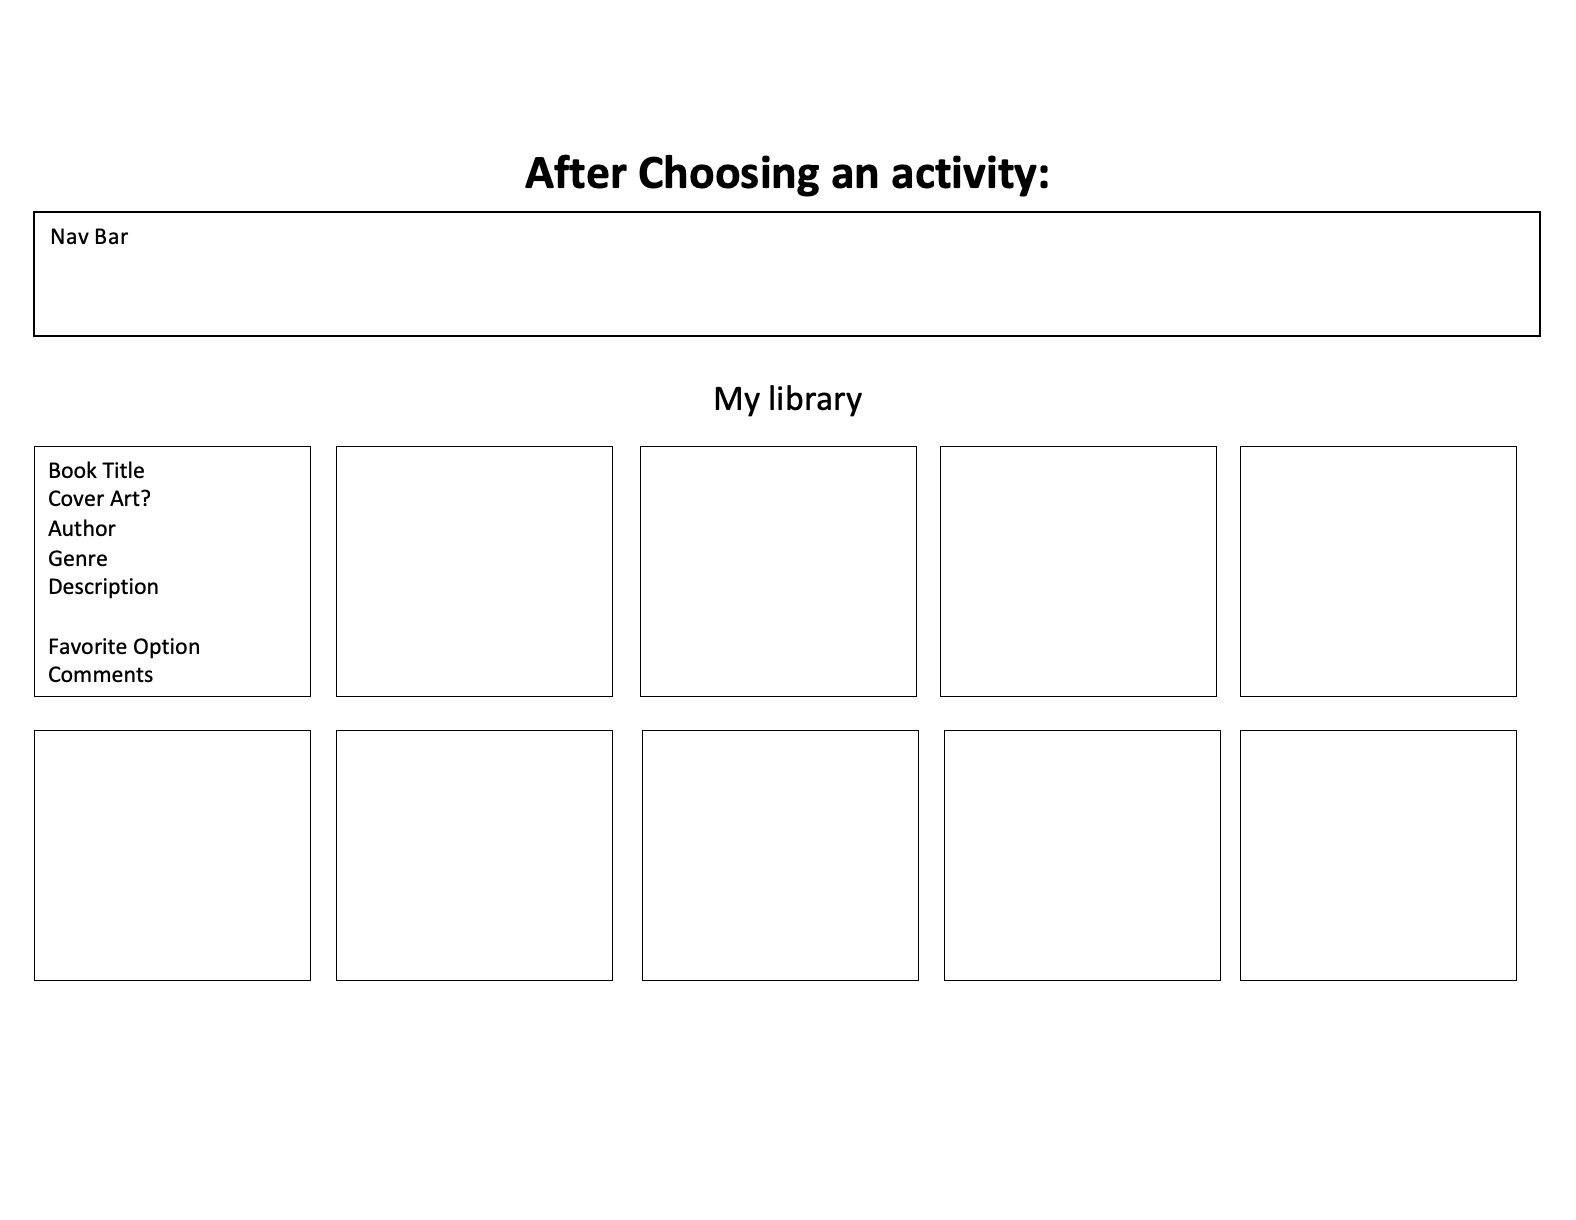 After Choosing an activity:
Nav Bar
My library
Book Title
Cover Art?
Author
Genre
Description
Favorite Option
Comments